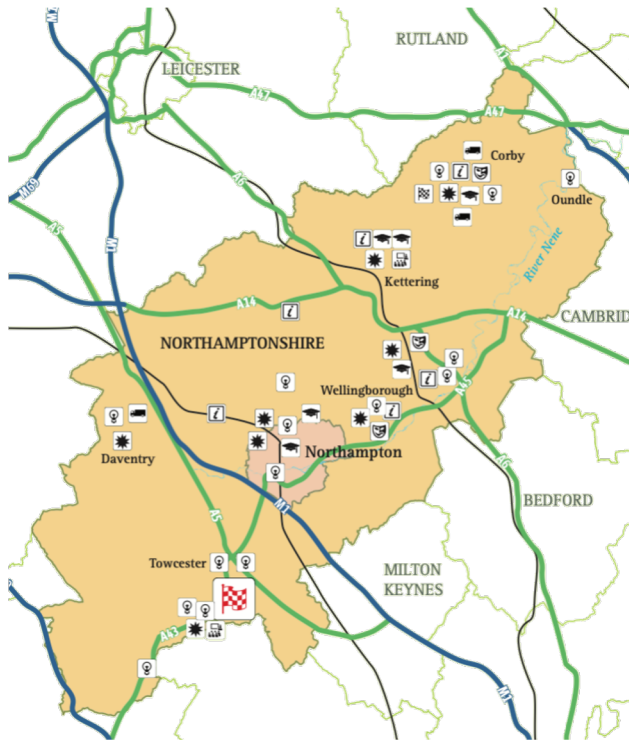 RUTLAND
LEICESTER
A1
A47
A47
M69
A6
Corby
Oundle
A5
M1
River Nene
Kettering
A14
A14
CAMBRID
NORTHAMPTONSHIRE
Wellingborough
A45
Daventry
Northampton
A6
BEDFORD
A5
M1
Towcester
MILTON
KEYNES
A43
M1